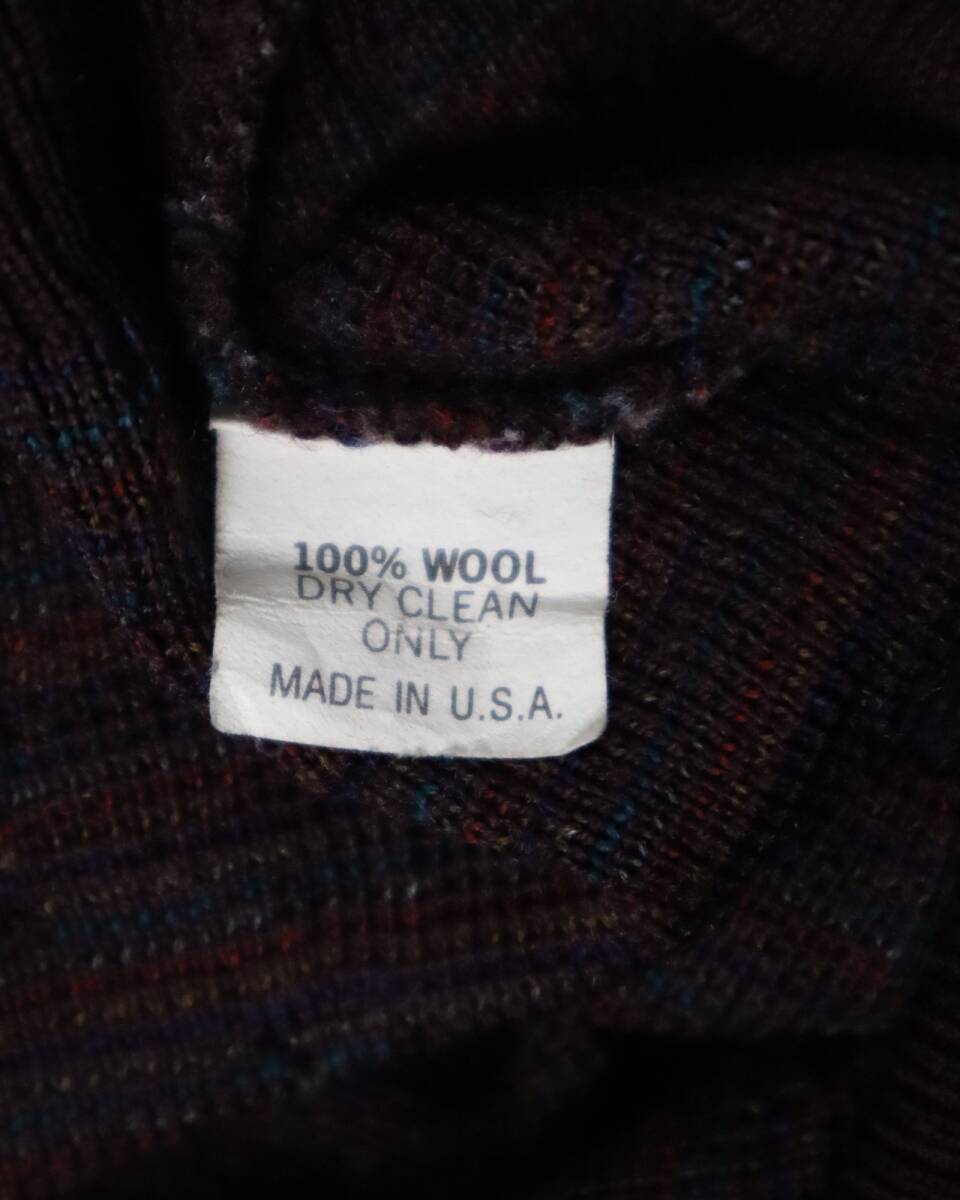 100% WOOL
DRY CLEAN
ONLY
MADE IN U.S.A.